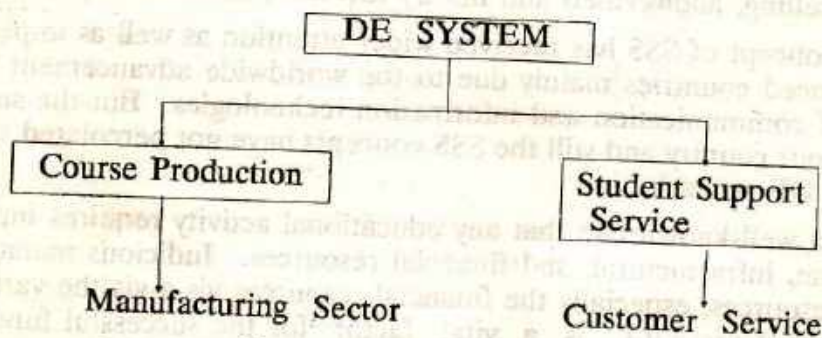 DE SYSTEM
Course Production
Student Support
Service
Manufacturing Sector
Customer Service